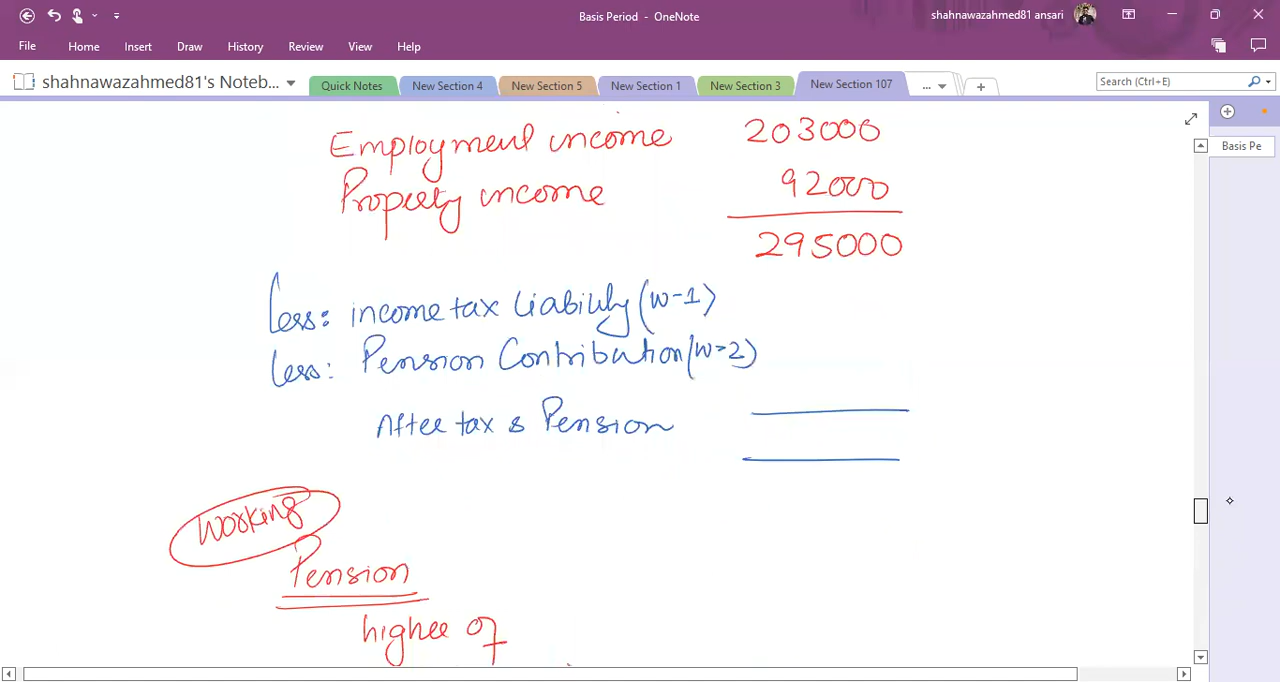 Basis Period - OneNote
shahnawazahmed81 ansari
File Home Insert Draw History Review View Help
shahnawazahmed81's Noteb... Quick Notes New Section 4 New Section 5 New Section 1 New Section 3 New Section 107 ... Search (Ctrl+E)
Basis Pe
Employment income 203000
Property income 92000
295000
Less: income tax Liability (W-1)
Less: Pension Contribution (W-2)
After tax & Pension
Working
Pension
higher of